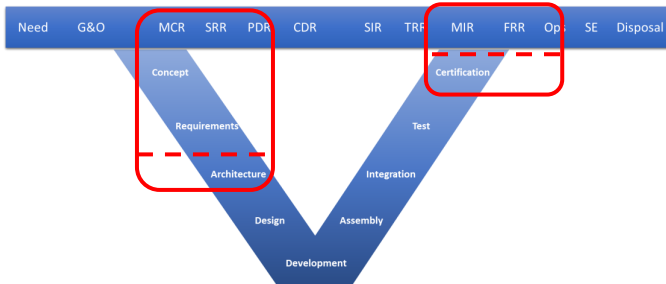 Need G&O MCR SRR PDR CDR SIR TRR MIR FRR Ops SE Disposal
Concept Certification
Requirements Test
Architecture Integration
Design Assembly
Development